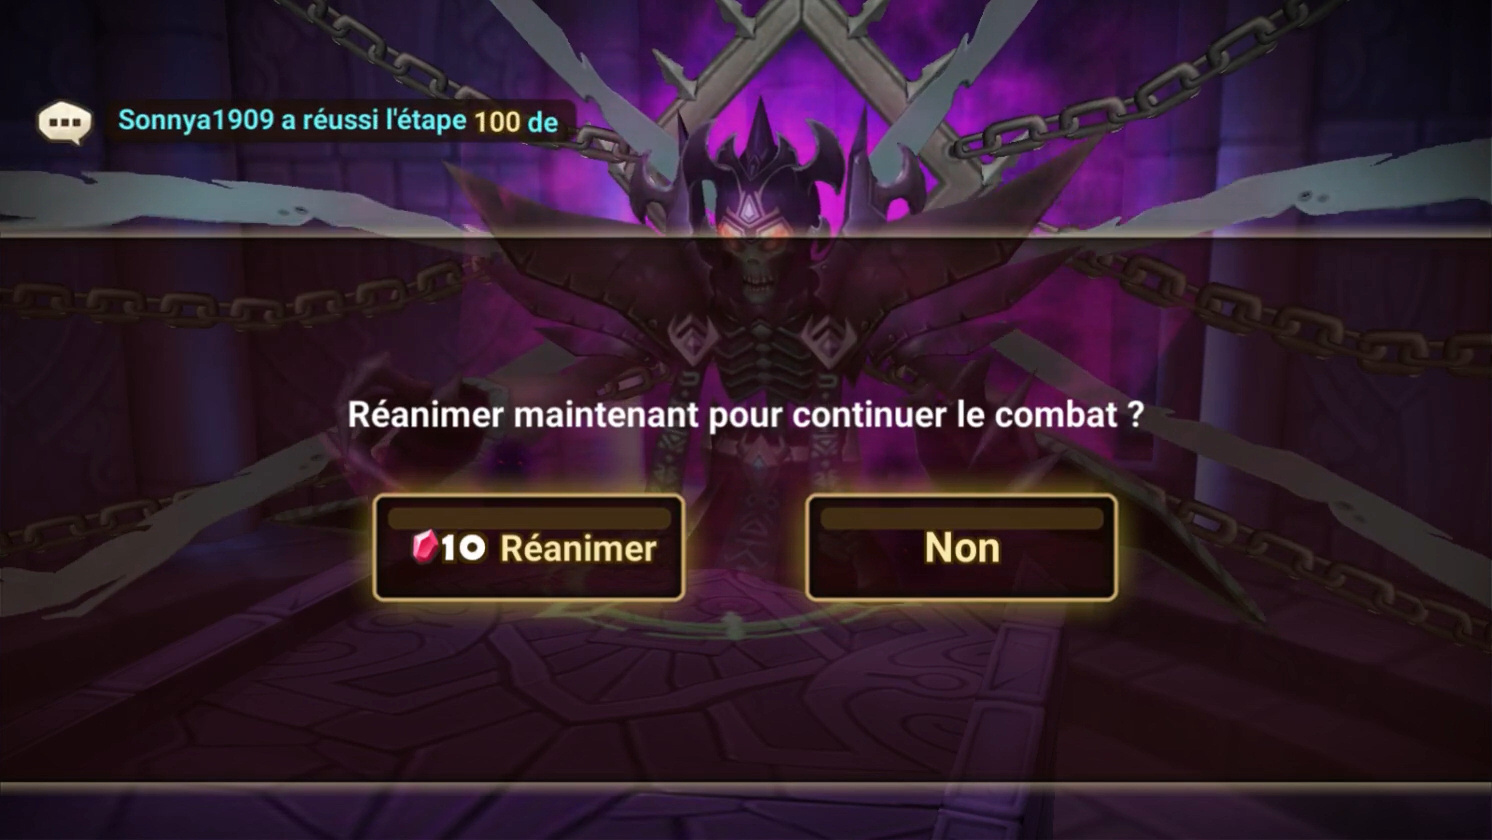 Sonnya1909 a réussi l'étape 100 de
Réanimer maintenant pour continuer le combat ?
10 Réanimer
Non